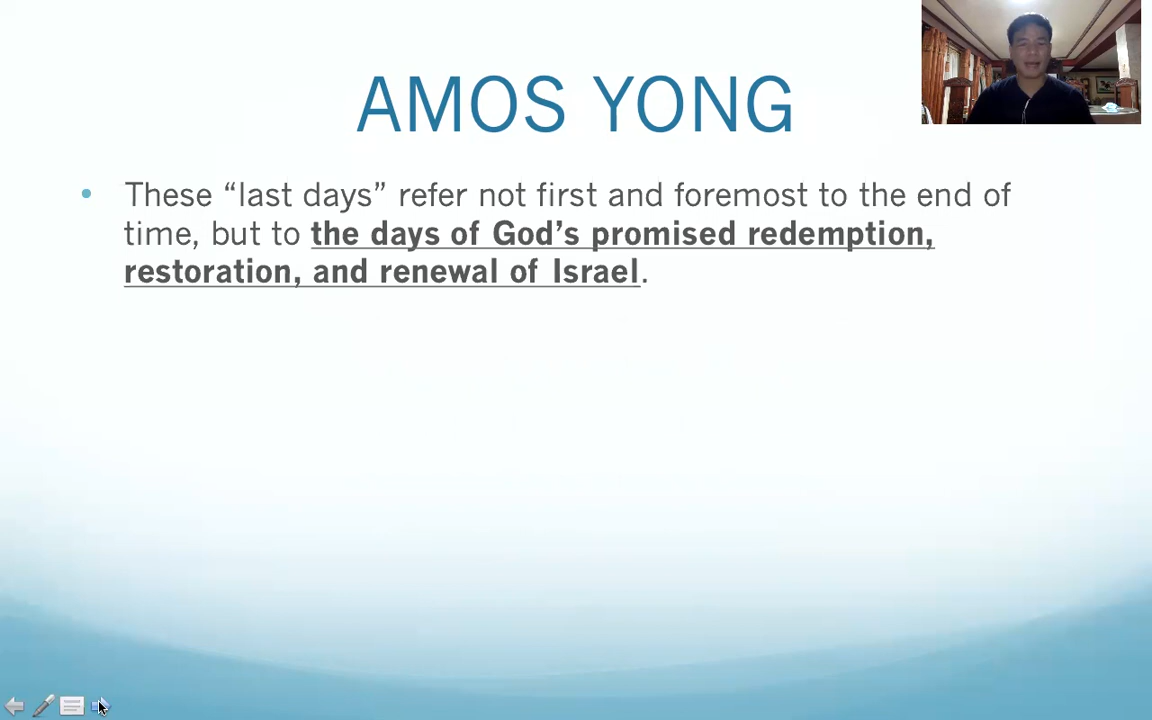 AMOS YONG
• These “last days” refer not first and foremost to the end of
time, but to the days of God’s promised redemption,
restoration, and renewal of Israel.